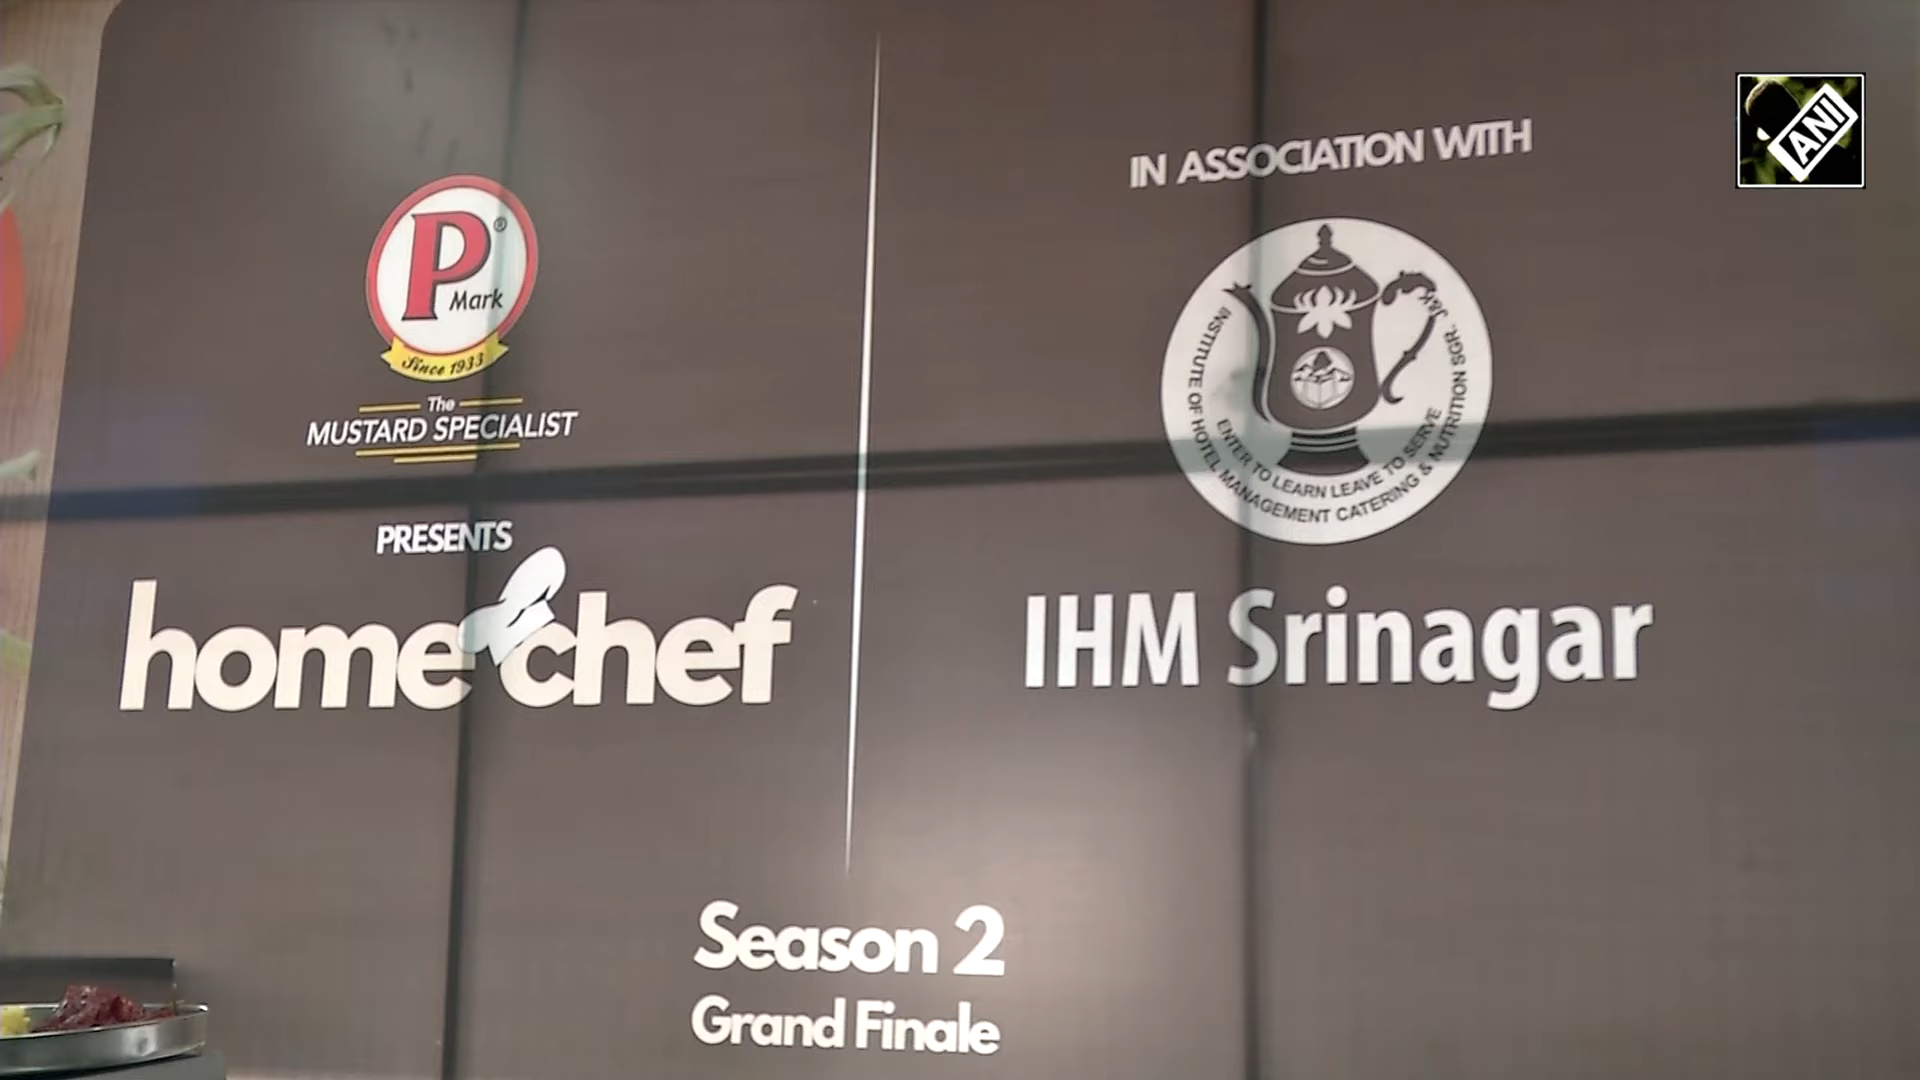 P®
Mark
Since 1933
The
MUSTARD SPECIALIST
PRESENTS
home chef
IN ASSOCIATION WITH
INSTITUTE OF HOTEL MANAGEMENT CATERING & NUTRITION SGR. J&K
ENTER TO LEARN LEAVE TO SERVE
IHM Srinagar
Season 2
Grand Finale
ANI